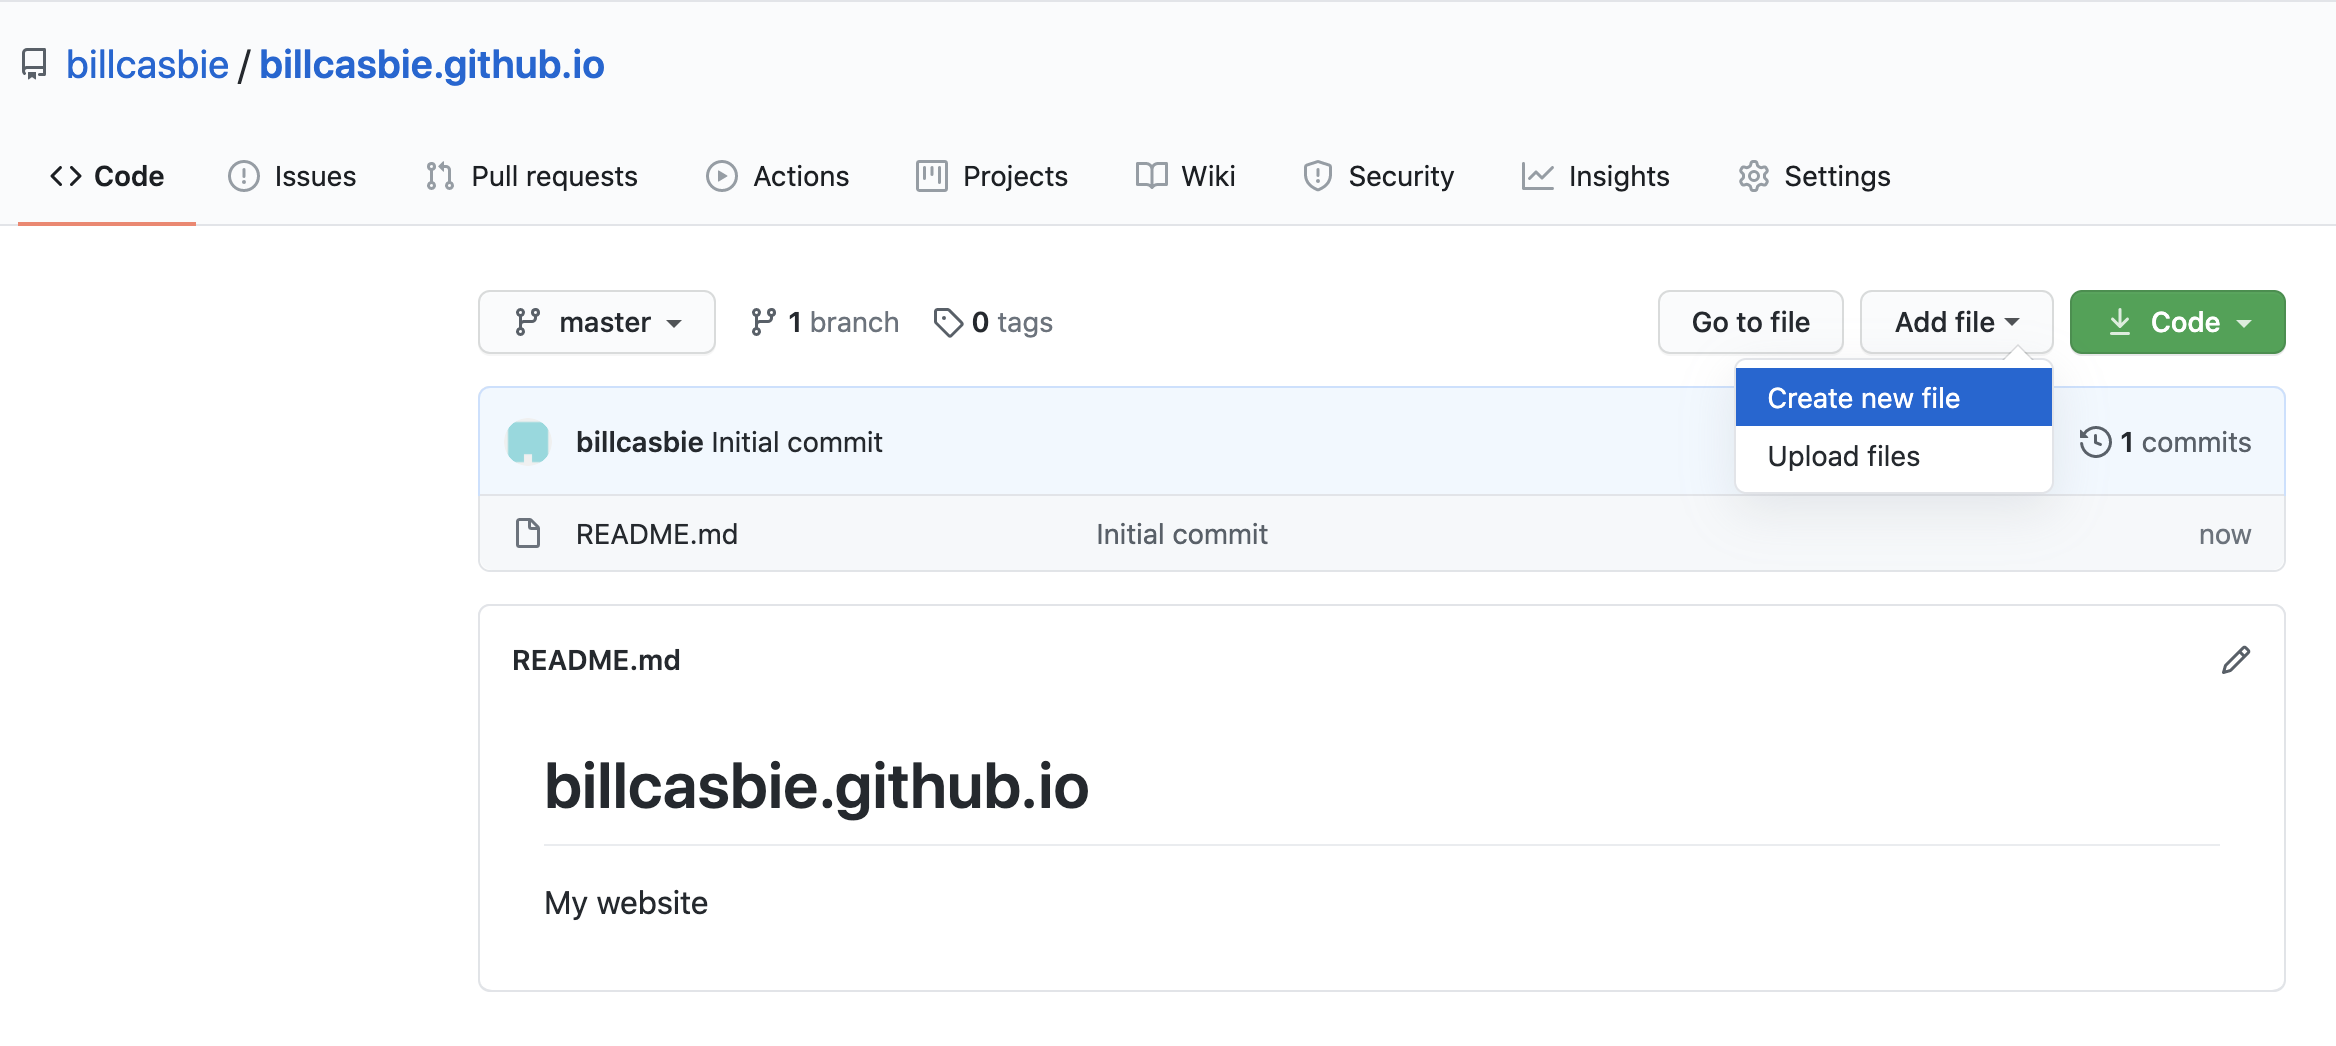 billcasbie / billcasbie.github.io
Code Issues Pull requests Actions Projects Wiki Security Insights Settings
master 1 branch 0 tags Go to file Add file Code
Create new file
Upload files
billcasbie Initial commit 1 commits
README.md Initial commit now
README.md
billcasbie.github.io
My website